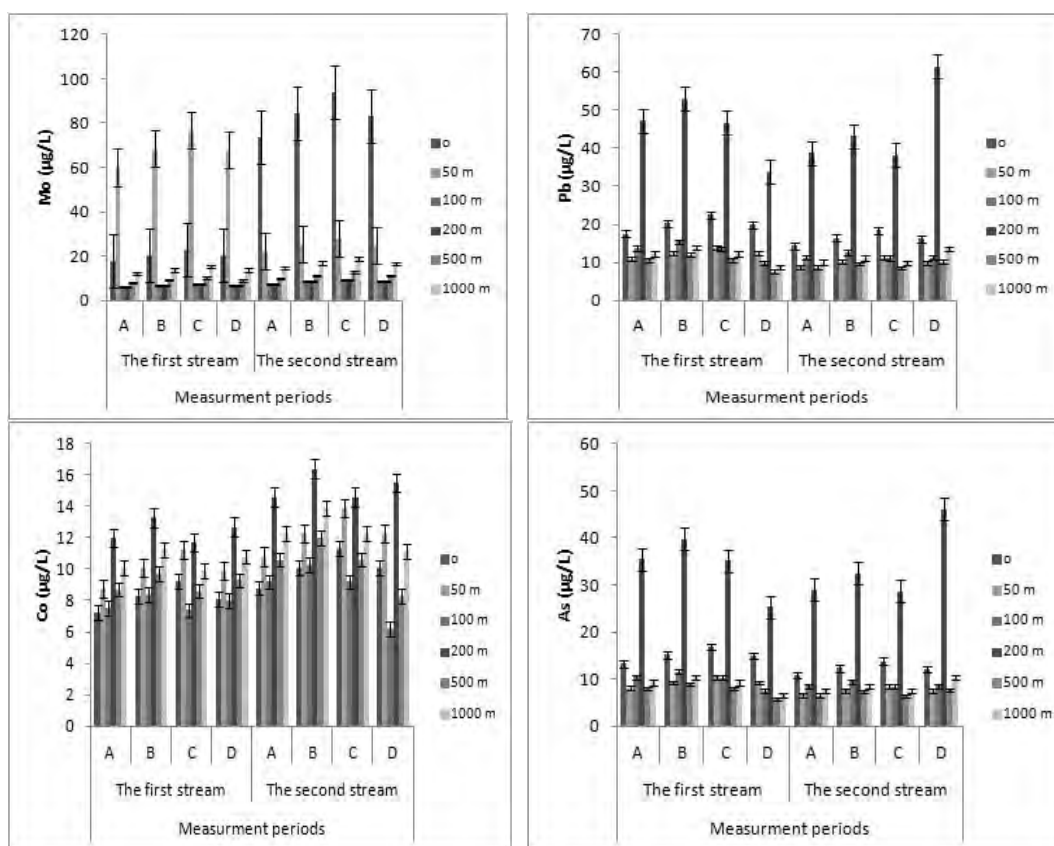 120
100
80
60
40
20
0
Mo (µg/L)
A B C D A B C D
The first stream The second stream
Measurment periods
o
50 m
100 m
200 m
500 m
1000 m
70
60
50
40
30
20
10
0
Pb (µg/L)
A B C D A B C D
The first stream The second stream
Measurment periods
o
50 m
100 m
200 m
500 m
1000 m
18
16
14
12
10
8
6
4
2
0
Co (µg/L)
A B C D A B C D
The first stream The second stream
Measurment periods
o
50 m
100 m
200 m
500 m
1000 m
60
50
40
30
20
10
0
As (µg/L)
A B C D A B C D
The first stream The second stream
Measurment periods
o
50 m
100 m
200 m
500 m
1000 m